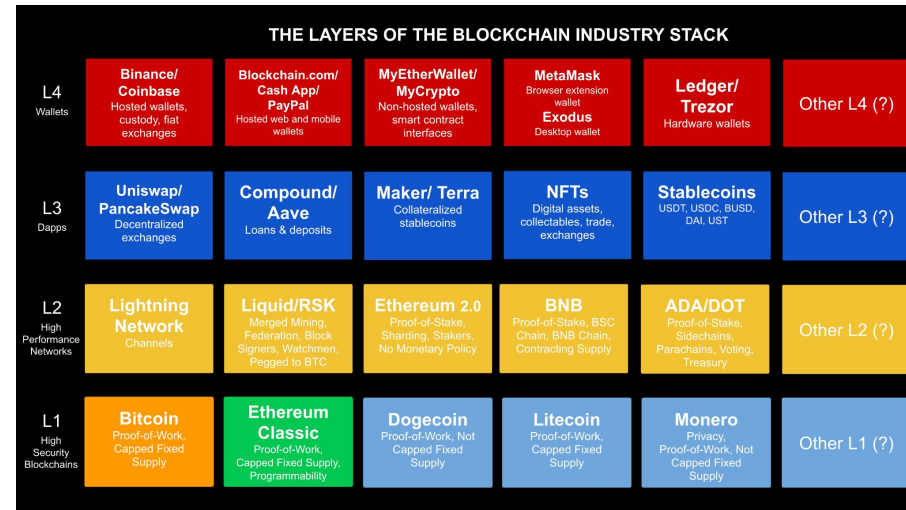 THE LAYERS OF THE BLOCKCHAIN INDUSTRY STACK
L4
Wallets
Binance/
Coinbase
Hosted wallets,
custody, fiat
exchanges
Blockchain.com/
Cash App/
PayPal
Hosted web and mobile
wallets
MyEtherWallet/
MyCrypto
Non-hosted wallets,
smart contract
interfaces
MetaMask
Browser extension
wallet
Exodus
Desktop wallet
Ledger/
Trezor
Hardware wallets
Other L4 (?)
L3
Dapps
Uniswap/
PancakeSwap
Decentralized
exchanges
Compound/
Aave
Loans & deposits
Maker/ Terra
Collateralized
stablecoins
NFTs
Digital assets,
collectables, trade,
exchanges
Stablecoins
USDT, USDC, BUSD,
DAI, UST
Other L3 (?)
L2
High
Performance
Networks
Lightning
Network
Channels
Liquid/RSK
Merged Mining,
Federation, Block
Signers, Watchmen,
Pegged to BTC
Ethereum 2.0
Proof-of-Stake,
Sharding, Stakers,
No Monetary Policy
BNB
Proof-of-Stake, BSC
Chain, BNB Chain,
Contracting Supply
ADA/DOT
Proof-of-Stake,
Sidechains,
Parachains, Voting,
Treasury
Other L2 (?)
L1
High
Security
Blockchains
Bitcoin
Proof-of-Work,
Capped Fixed
Supply
Ethereum
Classic
Proof-of-Work,
Capped Fixed Supply,
Programmability
Dogecoin
Proof-of-Work, Not
Capped Fixed
Supply
Litecoin
Proof-of-Work,
Capped Fixed
Supply
Monero
Privacy,
Proof-of-Work, Not
Capped Fixed
Supply
Other L1 (?)